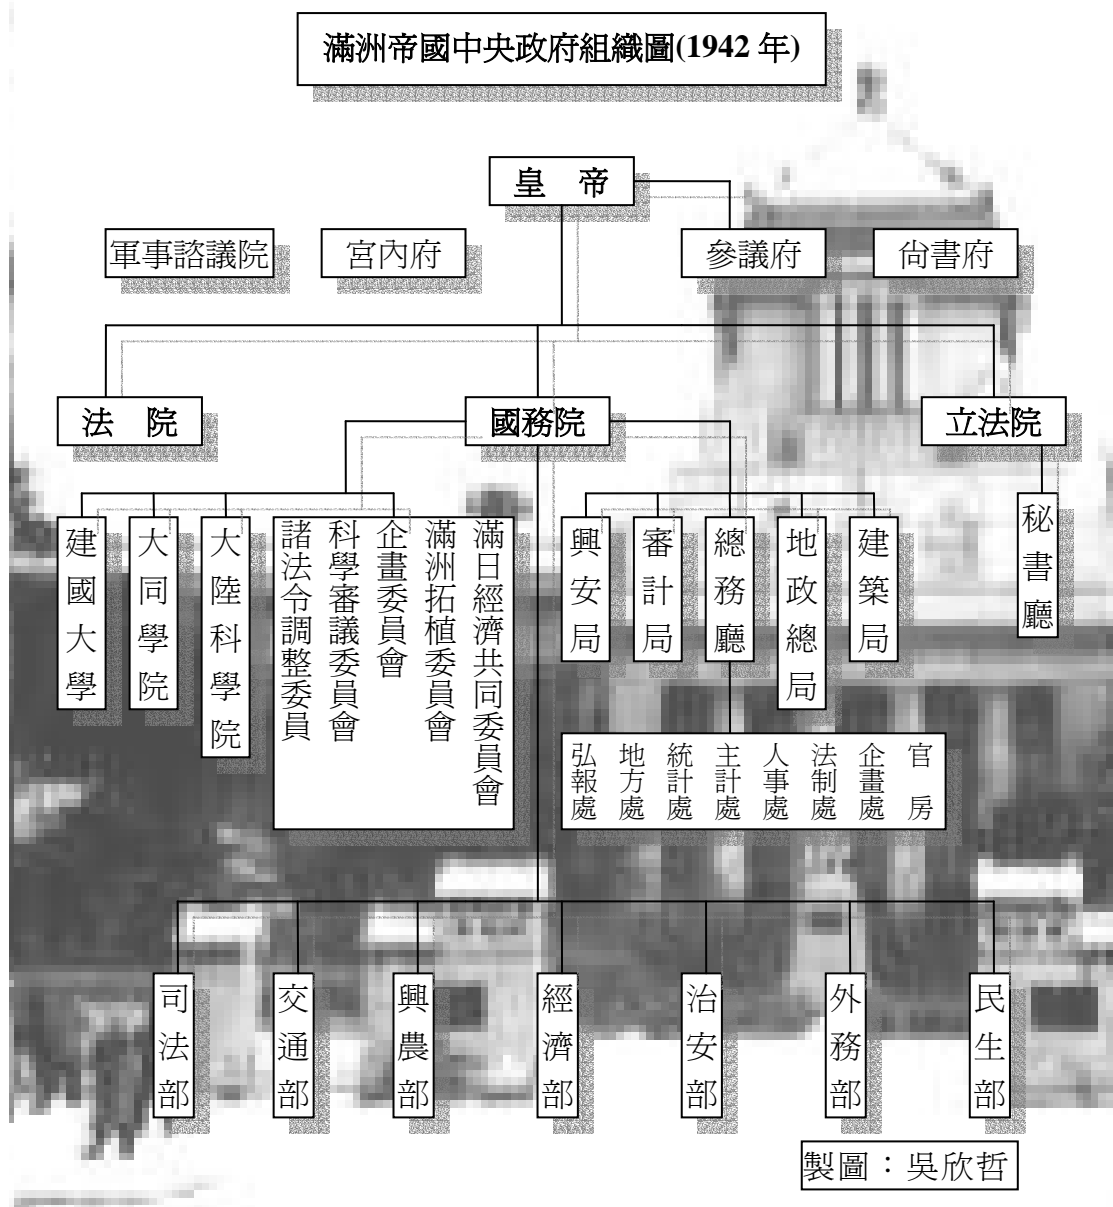 滿洲帝國中央政府組織圖(1942 年)
皇 帝
軍事諮議院
宮內府
參議府
尙書府
法 院
國務院
立法院
建國大學
大同學院
大陸科學院
諸法令調整委員
科學審議委員會
企畫委員會
滿洲拓植委員會
滿日經濟共同委員會
興安局
審計局
總務廳
地政總局
建築局
秘書廳
弘報處
地方處
統計處
主計處
人事處
法制處
企畫處
官 房
司法部
交通部
興農部
經濟部
治安部
外務部
民生部
製圖：吳欣哲